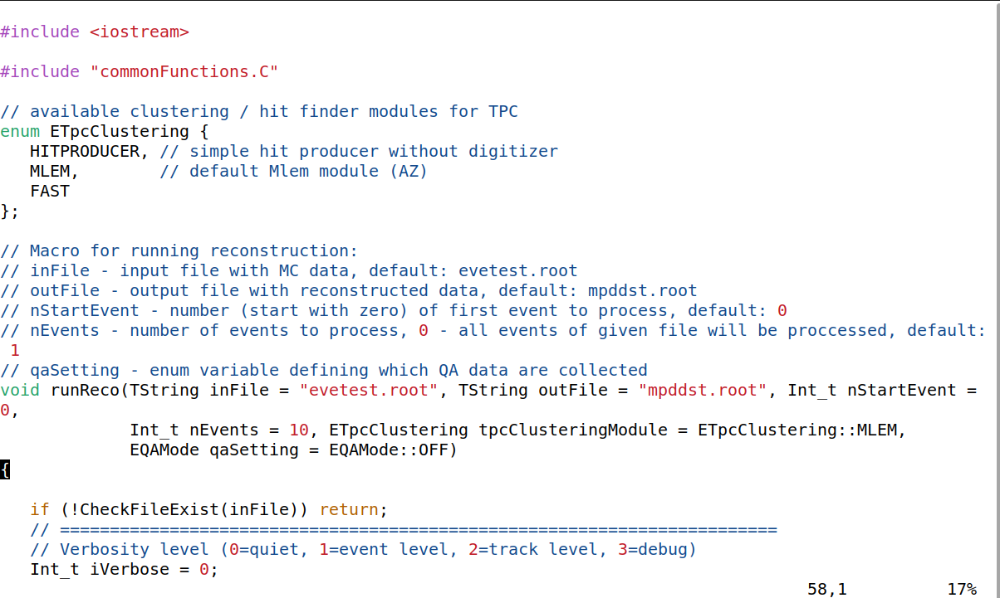 #include <iostream>
#include "commonFunctions.C"
// available clustering / hit finder modules for TPC
enum ETpcClustering {
   HITPRODUCER, // simple hit producer without digitizer
   MLEM,        // default Mlem module (AZ)
   FAST
};
// Macro for running reconstruction:
// inFile - input file with MC data, default: evetest.root
// outFile - output file with reconstructed data, default: mpddst.root
// nStartEvent - number (start with zero) of first event to process, default: 0
// nEvents - number of events to process, 0 - all events of given file will be proccessed, default:
 1
// qaSetting - enum variable defining which QA data are collected
void runReco(TString inFile = "evetest.root", TString outFile = "mpddst.root", Int_t nStartEvent =
0,
             Int_t nEvents = 10, ETpcClustering tpcClusteringModule = ETpcClustering::MLEM,
             EQAMode qaSetting = EQAMode::OFF)
{
   if (!CheckFileExist(inFile)) return;
   // ========================================================================
   // Verbosity level (0=quiet, 1=event level, 2=track level, 3=debug)
   Int_t iVerbose = 0;
58,1          17%